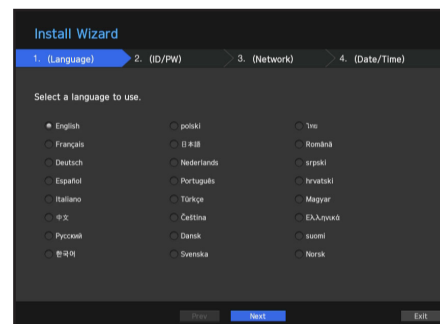 Install Wizard
1. (Language) 2. (ID/PW) 3. (Network) 4. (Date/Time)
Select a language to use.
English polski ไทย
Français 日本語 Română
Deutsch Nederlands srpski
Español Português hrvatski
Italiano Türkçe Magyar
中文 Čeština Ελληνικά
Русский Dansk suomi
한국어 Svenska Norsk
Prev Next Exit